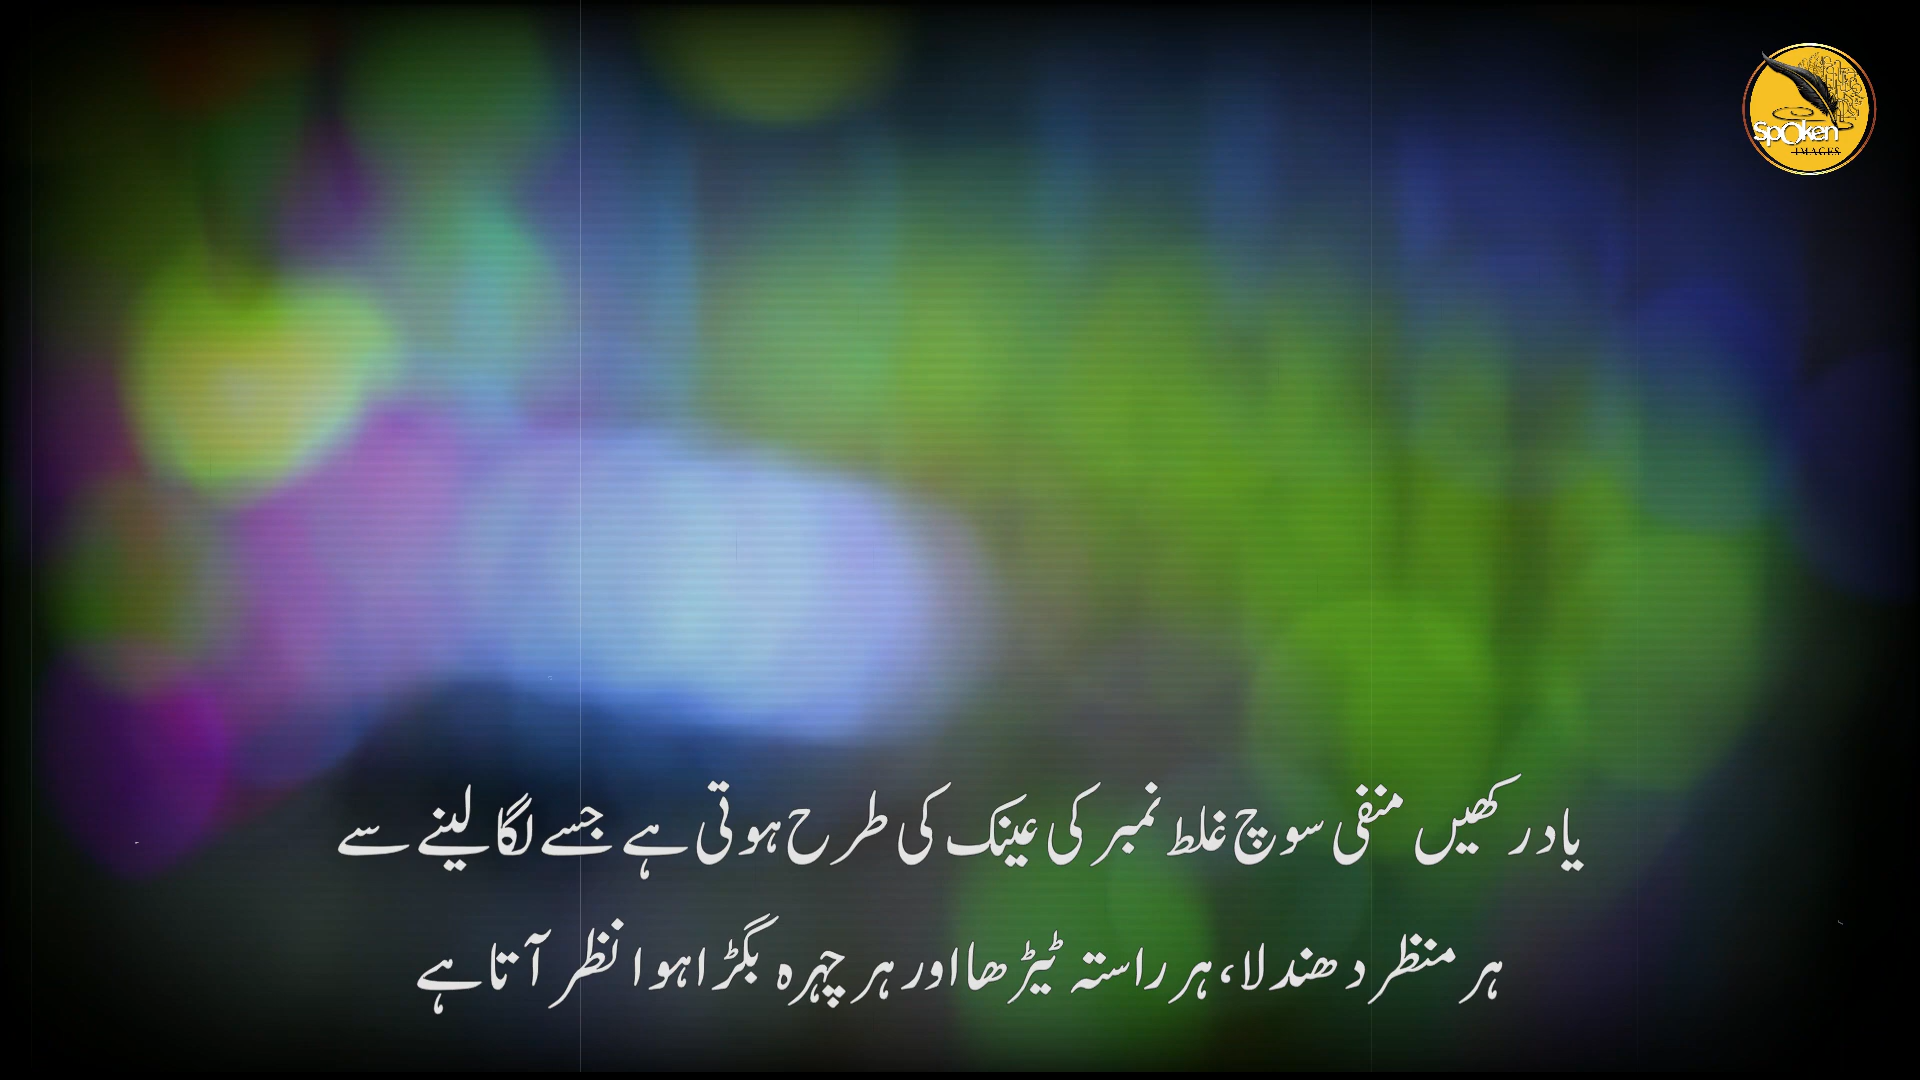 Spoken
IMAGES
یاد رکھیں منفی سوچ غلط نمبر کی عینک کی طرح ہوتی ہے جسے لگا لینے سے
ہر منظر دھندلا، ہر راستہ ٹیڑھا اور ہر چہرہ بگڑا ہوا نظر آتا ہے